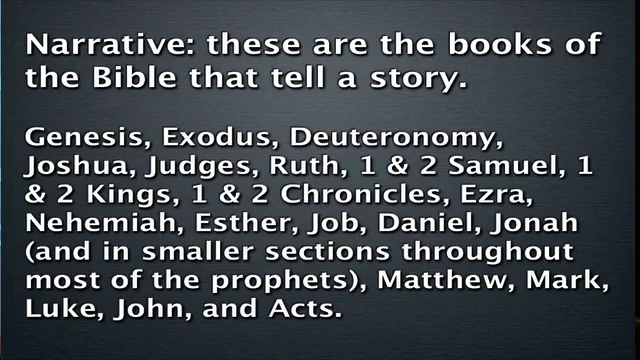 Narrative: these are the books of
the Bible that tell a story.
Genesis, Exodus, Deuteronomy,
Joshua, Judges, Ruth, 1 & 2 Samuel, 1
& 2 Kings, 1 & 2 Chronicles, Ezra,
Nehemiah, Esther, Job, Daniel, Jonah
(and in smaller sections throughout
most of the prophets), Matthew, Mark,
Luke, John, and Acts.